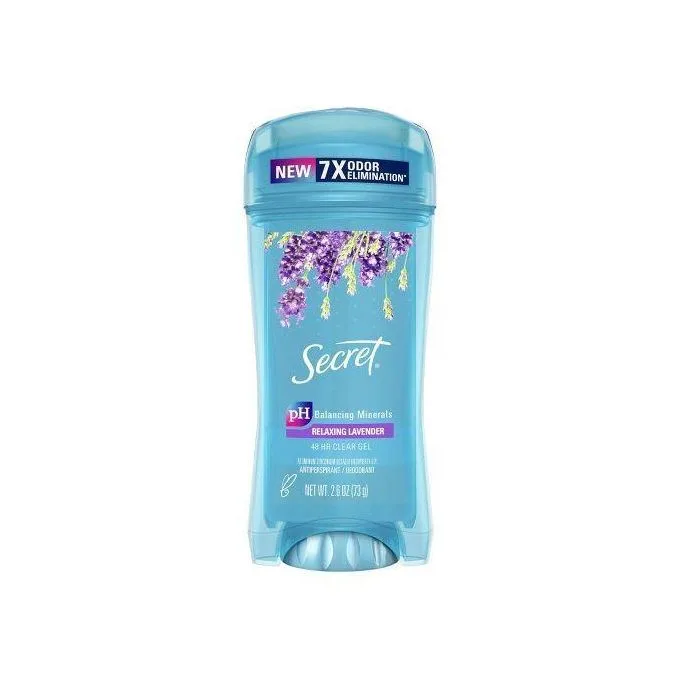 NEW 7X ODOR
ELIMINATION*
Secret®
pH Balancing Minerals
RELAXING LAVENDER
48 HR CLEAR GEL
ANTIPERSPIRANT / DEODORANT
NET WT. 2.6 OZ (73 g)